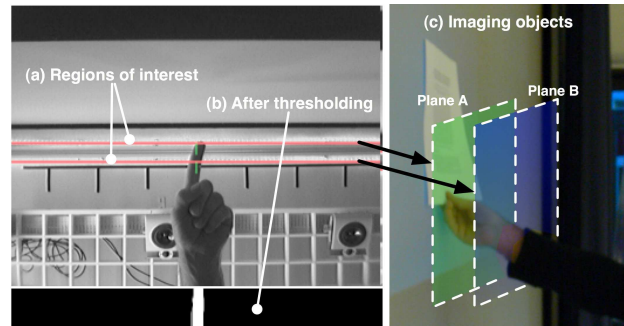 (a) Regions of interest
(b) After thresholding
(c) Imaging objects
Plane A
Plane B